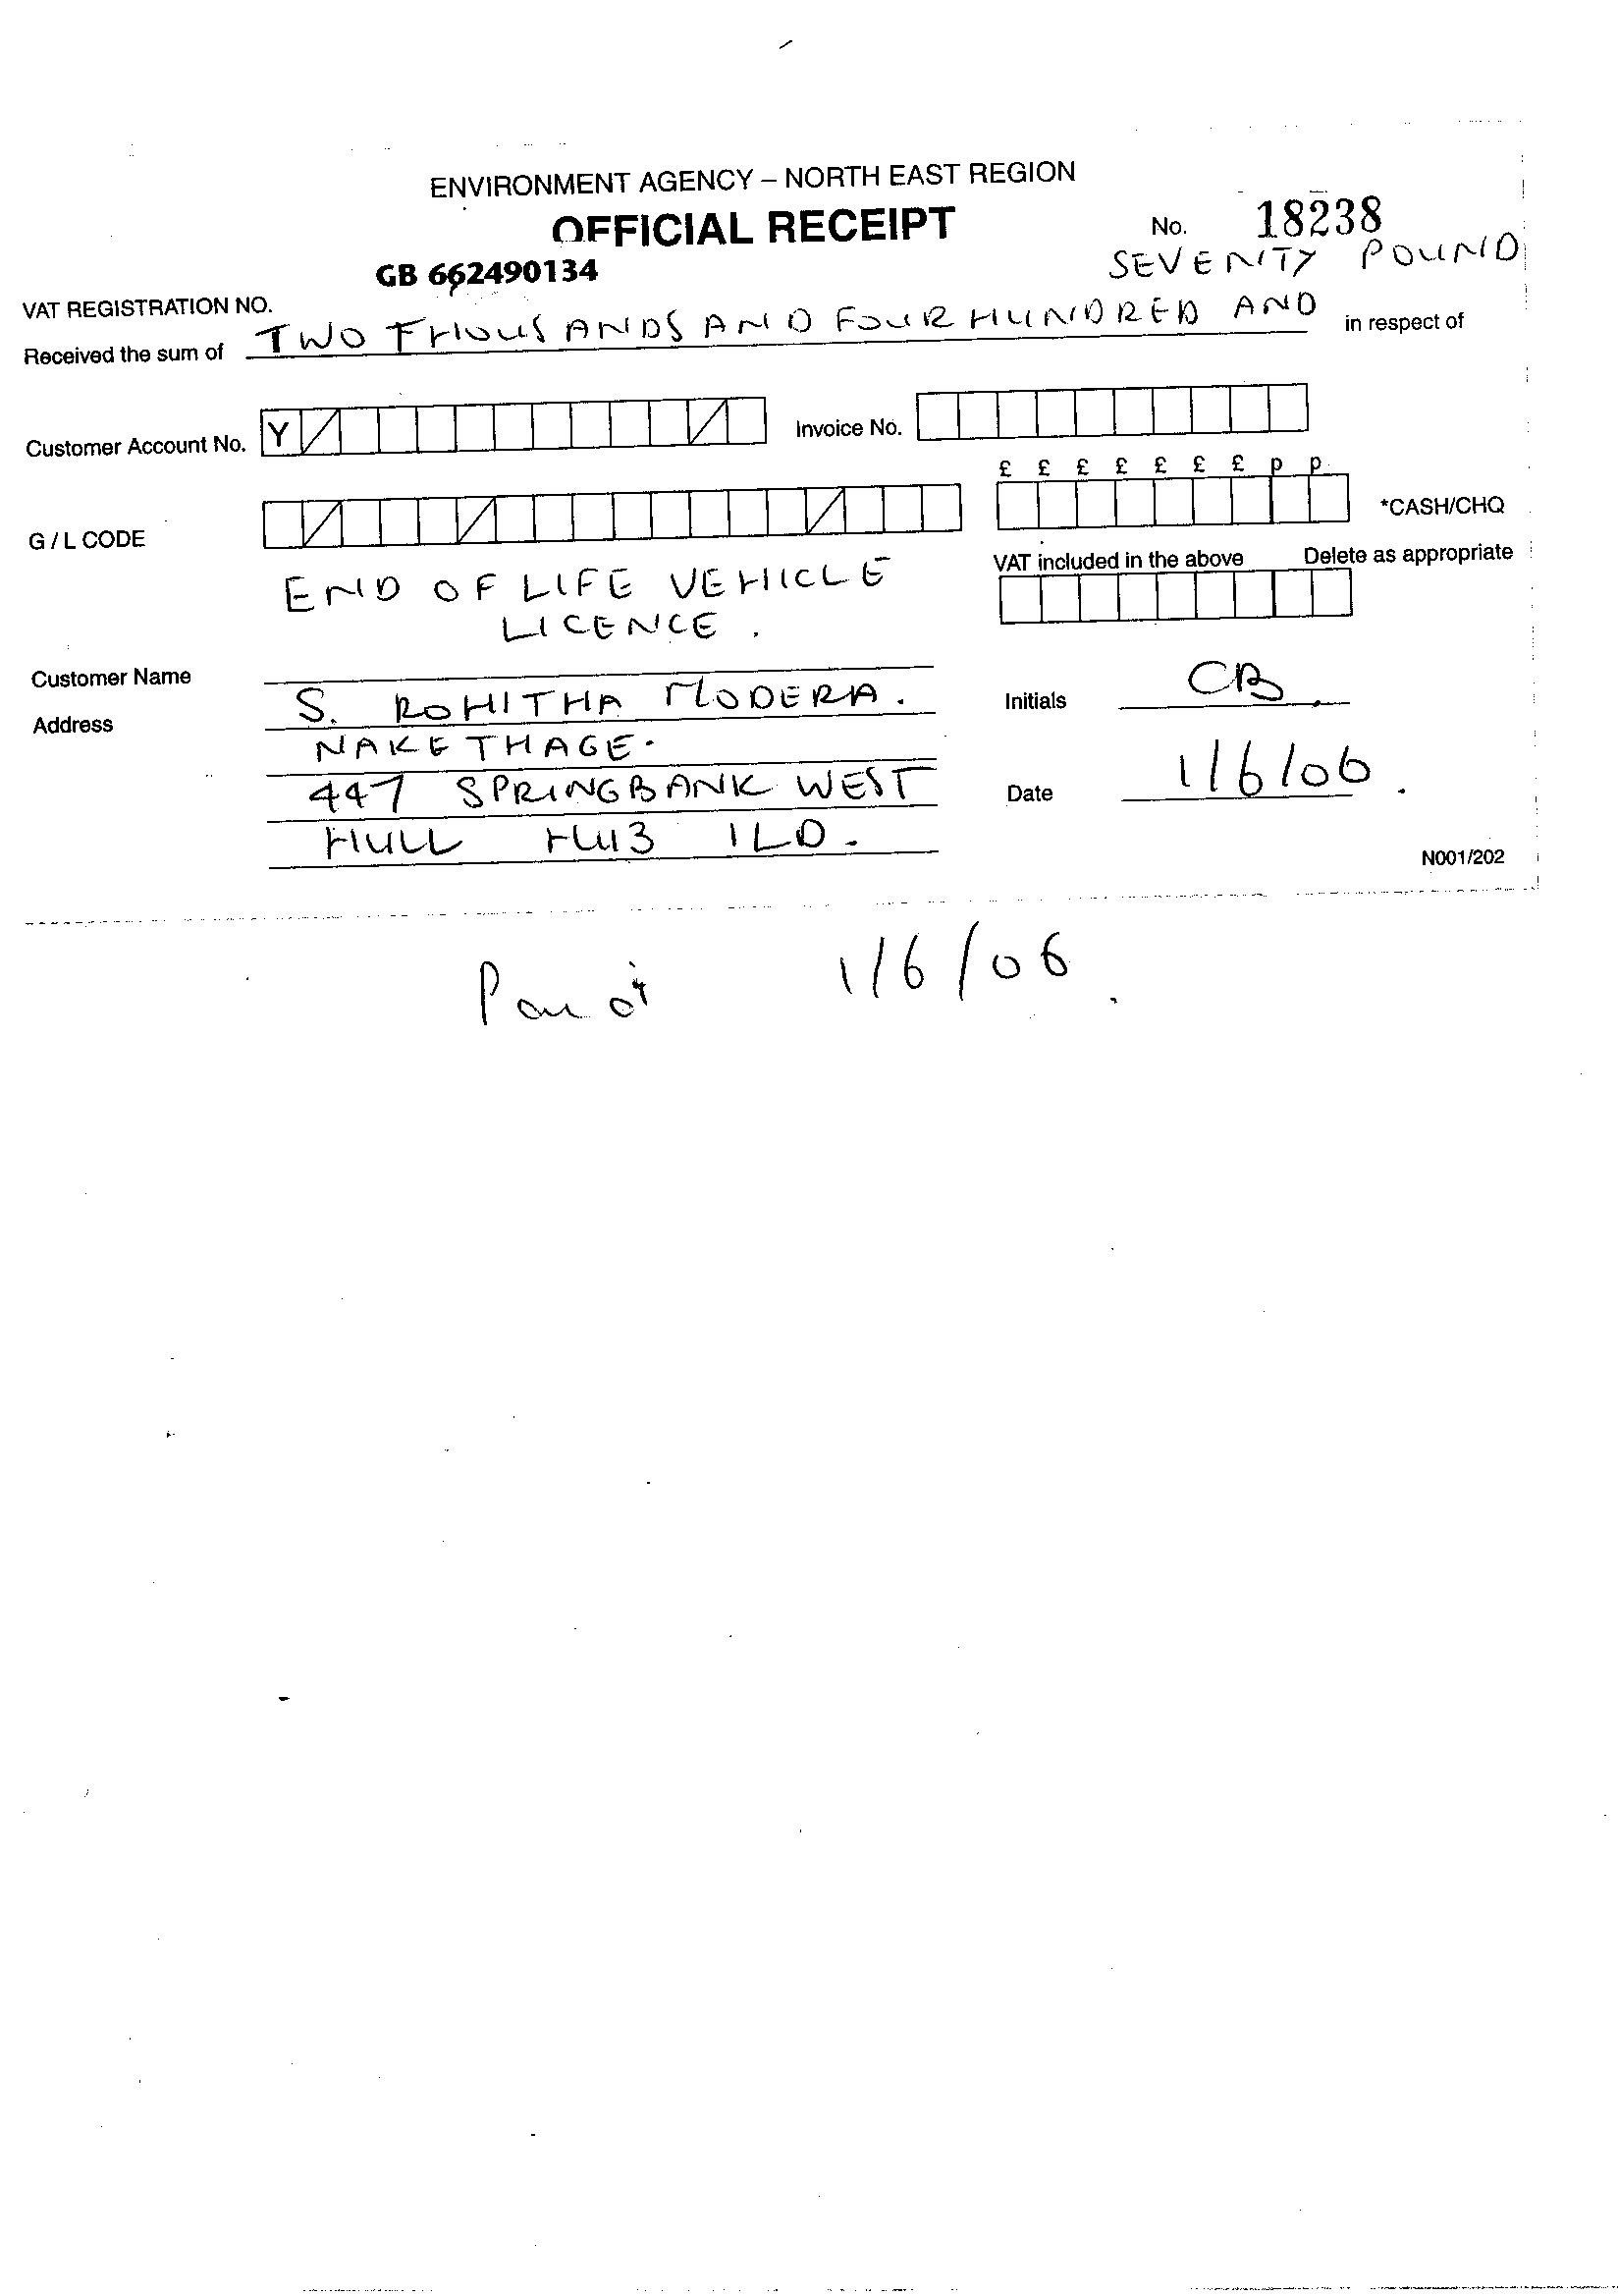 ENVIRONMENT AGENCY – NORTH EAST REGION
OFFICIAL RECEIPT
No. 18238
GB 662490134
SEVENTY POUND
VAT REGISTRATION NO.
Received the sum of TWO THOUSANDS AND FOUR HUNDRED AND in respect of
Customer Account No. Y Invoice No.
£ £ £ £ £ £ £ p p
G / L CODE *CASH/CHQ
VAT included in the above Delete as appropriate
END OF LIFE VEHICLE
LICENCE.
Customer Name
Address S. ROHITHA MODERA. Initials CB.
NAKETHAGE.
447 SPRINGBANK WEST Date 1/6/06.
HULL HU3 1LD.
N001/202
1/6/06.